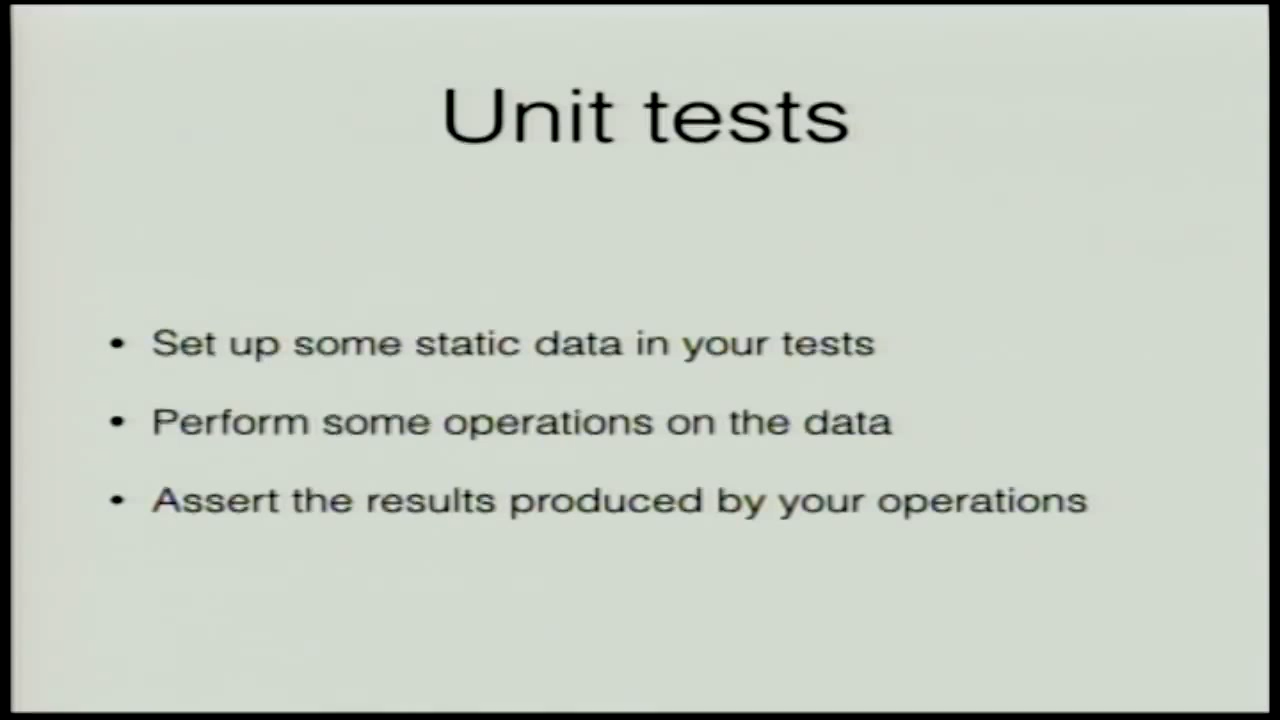 Unit tests
• Set up some static data in your tests
• Perform some operations on the data
• Assert the results produced by your operations